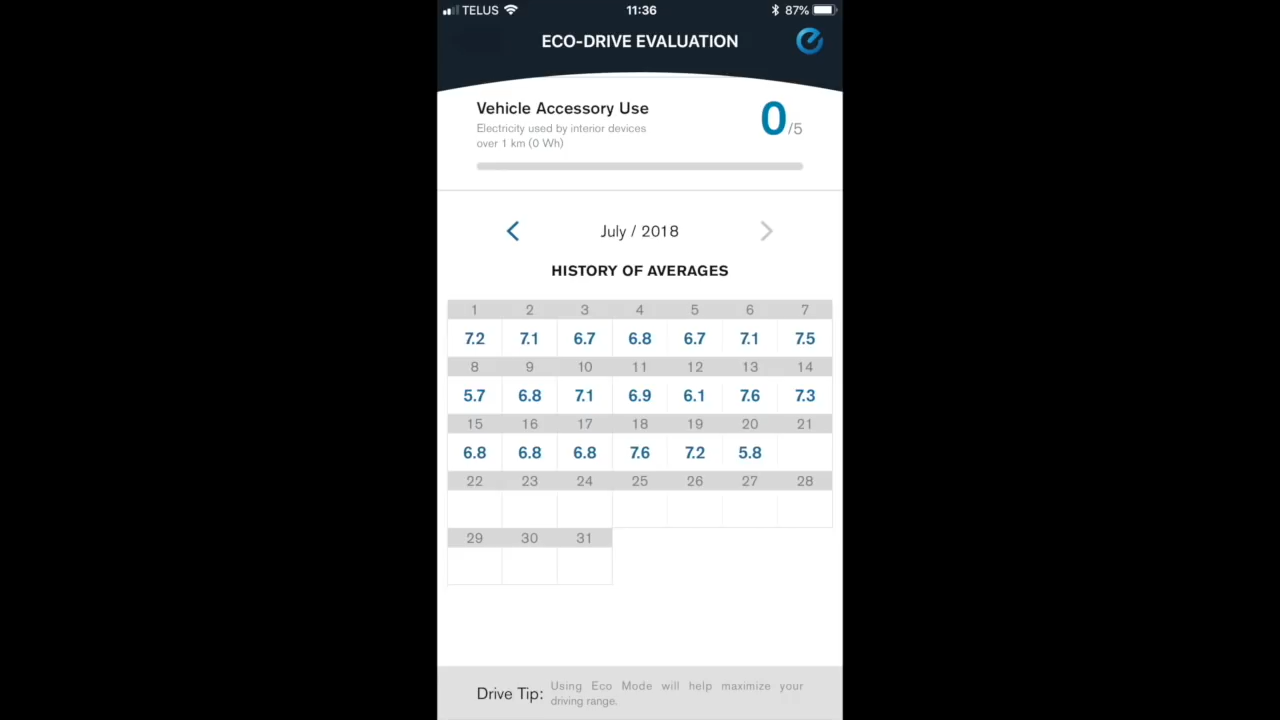 TELUS 11:36 87%
ECO-DRIVE EVALUATION
Vehicle Accessory Use
Electricity used by interior devices
over 1 km (0 Wh)
0/5
July / 2018
HISTORY OF AVERAGES
1 2 3 4 5 6 7
7.2 7.1 6.7 6.8 6.7 7.1 7.5
8 9 10 11 12 13 14
5.7 6.8 7.1 6.9 6.1 7.6 7.3
15 16 17 18 19 20 21
6.8 6.8 6.8 7.6 7.2 5.8
22 23 24 25 26 27 28
29 30 31
Drive Tip: Using Eco Mode will help maximize your
driving range.